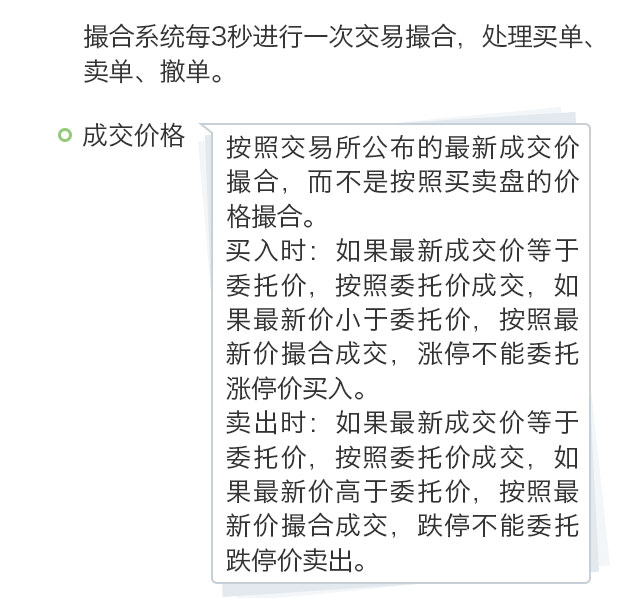 撮合系统每3秒进行一次交易撮合，处理买单、
卖单、撤单。
成交价格
按照交易所公布的最新成交价
撮合，而不是按照买卖盘的价
格撮合。
买入时：如果最新成交价等于
委托价，按照委托价成交，如
果最新价小于委托价，按照最
新价撮合成交，涨停不能委托
涨停价买入。
卖出时：如果最新成交价等于
委托价，按照委托价成交，如
果最新价高于委托价，按照最
新价撮合成交，跌停不能委托
跌停价卖出。